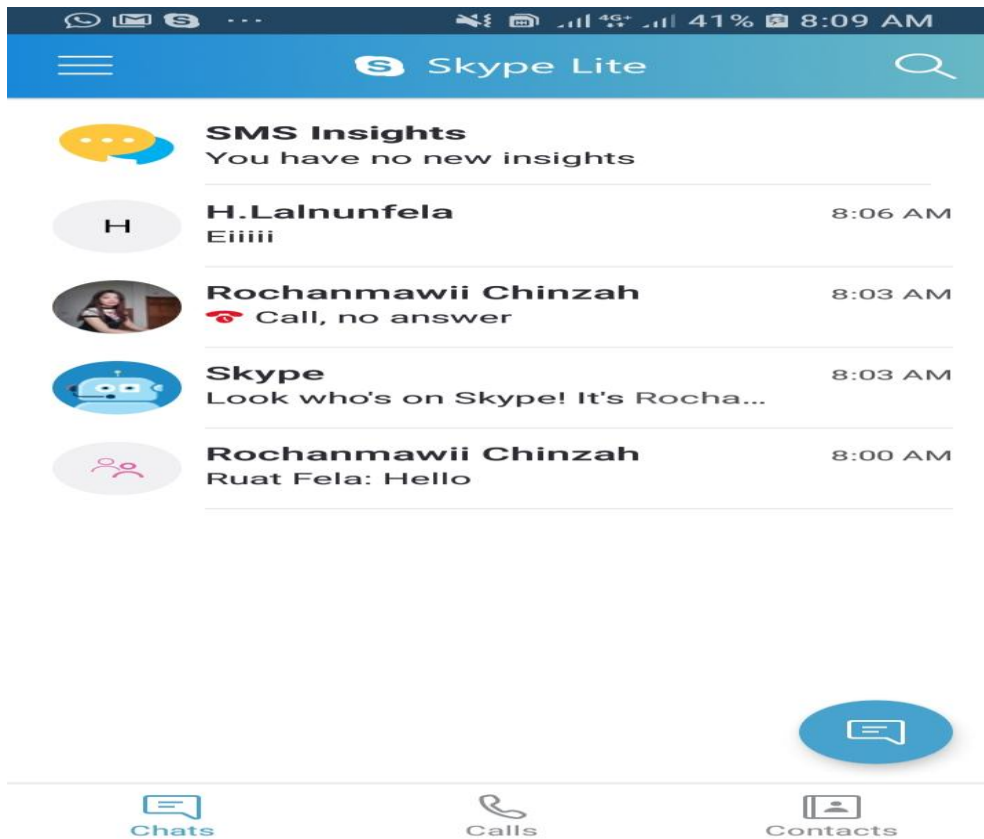 4G+ 41% 8:09 AM
Skype Lite
SMS Insights
You have no new insights
H
H.Lalnunfela 8:06 AM
Eiiiii
Rochanmawii Chinzah 8:03 AM
Call, no answer
Skype 8:03 AM
Look who's on Skype! It's Rocha...
Rochanmawii Chinzah 8:00 AM
Ruat Fela: Hello
Chats Calls Contacts